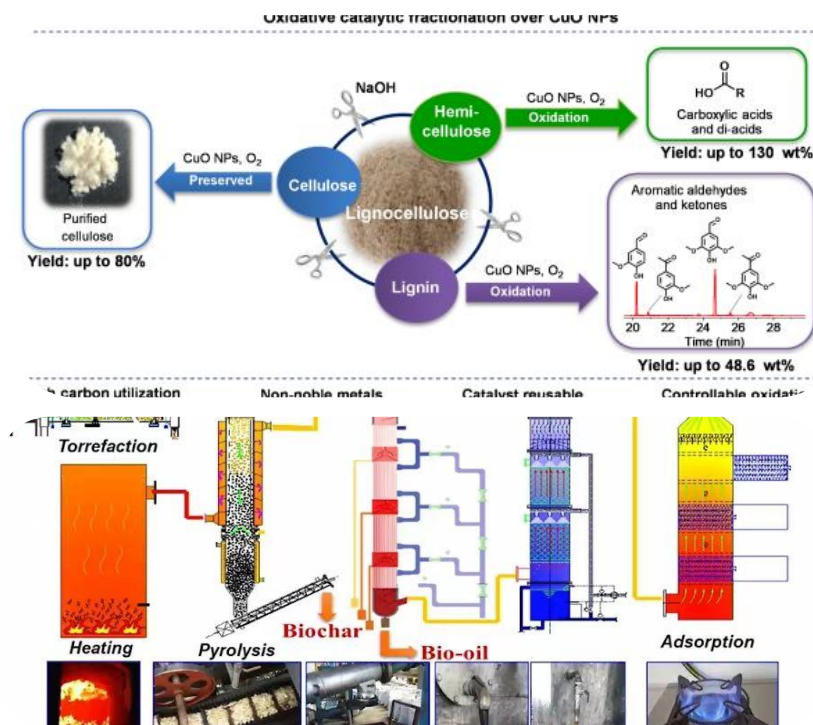 Oxidative catalytic fractionation over CuO NPs
NaOH
Hemi-
cellulose
CuO NPs, O2
Oxidation
O
HO R
Carboxylic acids
and di-acids
Yield: up to 130 wt%
CuO NPs, O2
Preserved
Cellulose
Lignocellulose
Purified
cellulose
Yield: up to 80%
Lignin
CuO NPs, O2
Oxidation
Aromatic aldehydes
and ketones
20 22 24 26 28
Time (min)
Yield: up to 48.6 wt%
carbon utilization
Non-noble metals
Catalyst reusable
Controllable
Torrefaction
Heating
Pyrolysis
Biochar
Bio-oil
Adsorption